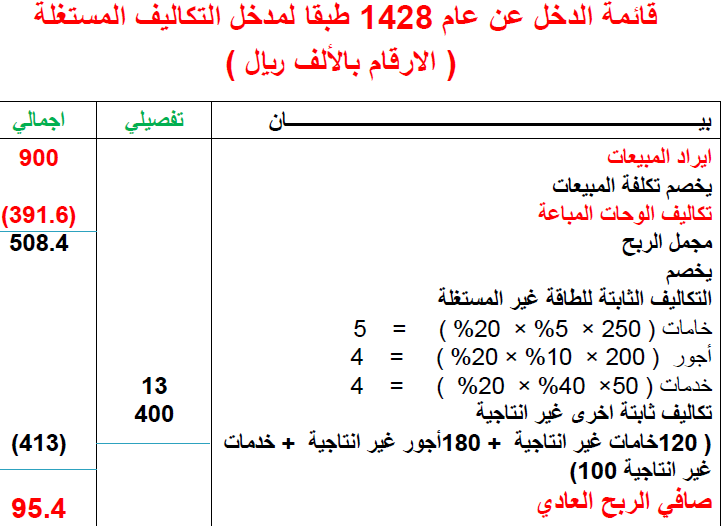 قائمة الدخل عن عام 1428 طبقا لمدخل التكاليف المستغلة
( الارقام بالألف ريال )
بيـــــــــــــــــــــــــــــــــان تفصيلي اجمالي
ايراد المبيعات 900
يخصم تكلفة المبيعات
تكاليف الوحات المباعة (391.6)
مجمل الربح 508.4
يخصم
التكاليف الثابتة للطاقة غير المستغلة
خامات ( 250 × 5% × 20% ) = 5
أجور ( 200 × 10% × 20% ) = 4
خدمات ( 50× 40% × 20% ) = 4 13
تكاليف ثابتة اخرى غير انتاجية 400
( 120خامات غير انتاجية + 180أجور غير انتاجية + خدمات (413)
غير انتاجية 100)
صافي الربح العادي 95.4